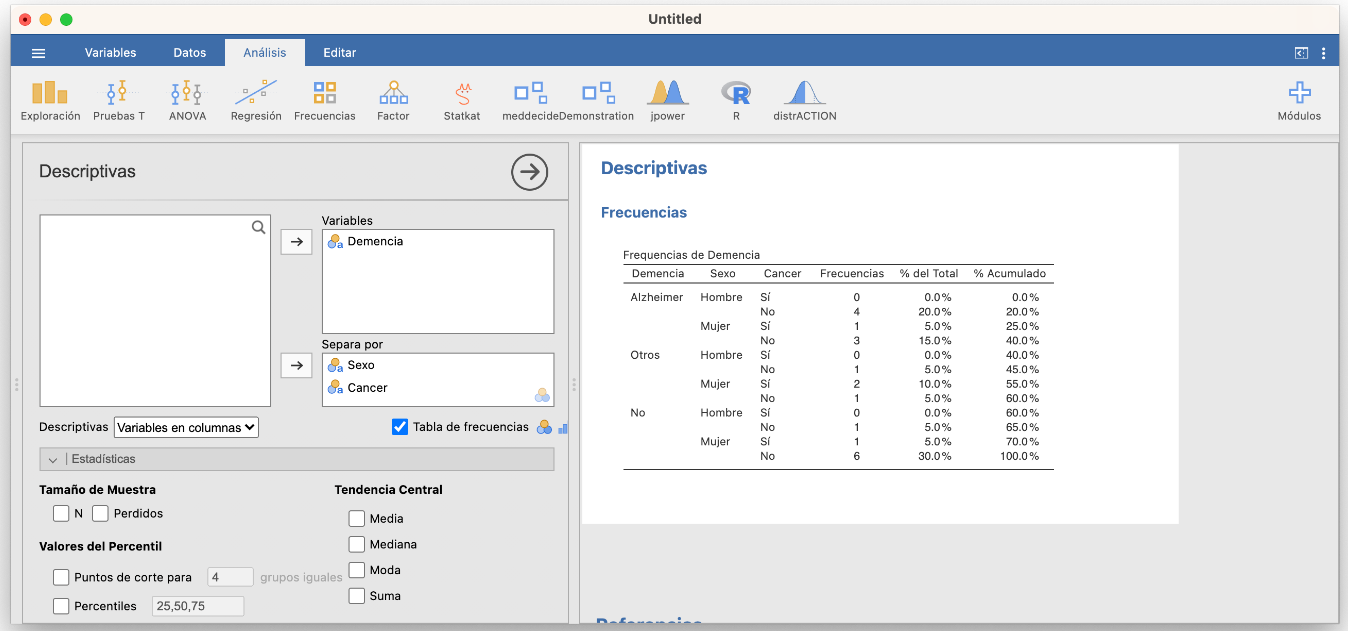 Untitled
Variables Datos Análisis Editar
Exploración Pruebas T ANOVA Regresión Frecuencias Factor Statkat meddecide Demonstration jpower R distrACTION Módulos
Descriptivas
Variables
Demencia
Separa por
Sexo
Cancer
Descriptivas Variables en columnas Tabla de frecuencias
Estadísticas
Tamaño de Muestra
N Perdidos
Valores del Percentil
Puntos de corte para 4 grupos iguales
Percentiles 25,50,75
Tendencia Central
Media
Mediana
Moda
Suma
Descriptivas
Frecuencias
Frequencias de Demencia
Demencia Sexo Cancer Frecuencias % del Total % Acumulado
Alzheimer Hombre Sí 0 0.0% 0.0%
No 4 20.0% 20.0%
Mujer Sí 1 5.0% 25.0%
No 3 15.0% 40.0%
Otros Hombre Sí 0 0.0% 40.0%
No 1 5.0% 45.0%
Mujer Sí 2 10.0% 55.0%
No 1 5.0% 60.0%
No Hombre Sí 0 0.0% 60.0%
No 1 5.0% 65.0%
Mujer Sí 1 5.0% 70.0%
No 6 30.0% 100.0%
Referencias